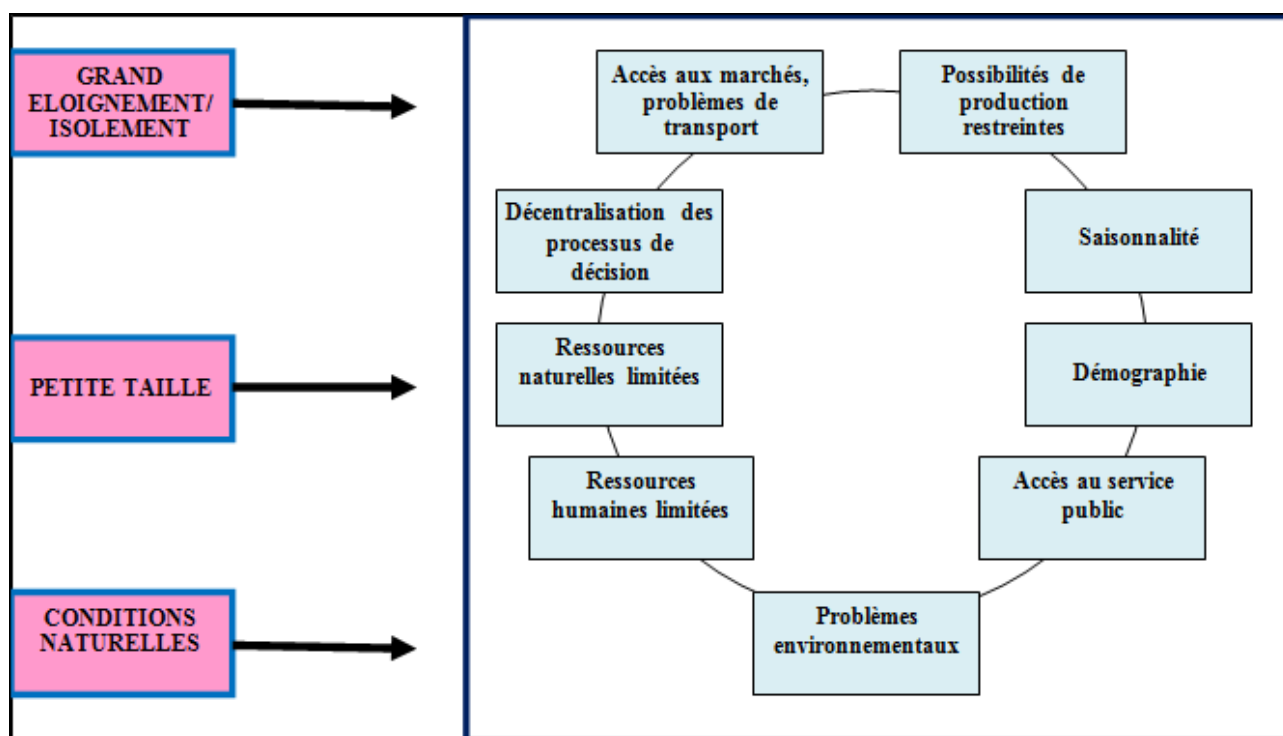 GRAND
ELOIGNEMENT/
ISOLEMENT
PETITE TAILLE
CONDITIONS
NATURELLES
Accès aux marchés,
problèmes de
transport
Possibilités de
production
restreintes
Décentralisation des
processus de
décision
Saisonnalité
Ressources
naturelles limitées
Démographie
Ressources
humaines limitées
Accès au service
public
Problèmes
environnementaux